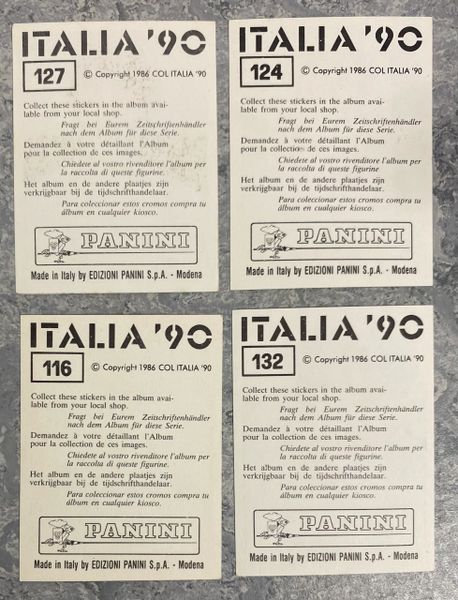 ITALIA '90
127 © Copyright 1986 COL ITALIA '90
Collect these stickers in the album avai-
lable from your local shop.
Fragt bei Eurem Zeitschriftenhändler
nach dem Album für diese Serie.
Demandez à votre détaillant l'Album
pour la collection de ces images.
Chiedete al vostro rivenditore l'album per
la raccolta di queste figurine.
Het album en de andere plaatjes zijn
verkrijgbaar bij de tijdschrifthandelaar.
Para coleccionar estos cromos compra tu
álbum en cualquier kiosco.
PANINI
Made in Italy by EDIZIONI PANINI S.p.A. - Modena
ITALIA '90
124 © Copyright 1986 COL ITALIA '90
Collect these stickers in the album avai-
lable from your local shop.
Fragt bei Eurem Zeitschriftenhändler
nach dem Album für diese Serie.
Demandez à votre détaillant l'Album
pour la collection de ces images.
Chiedete al vostro rivenditore l'album per
la raccolta di queste figurine.
Het album en de andere plaatjes zijn
verkrijgbaar bij de tijdschrifthandelaar.
Para coleccionar estos cromos compra tu
álbum en cualquier kiosco.
PANINI
Made in Italy by EDIZIONI PANINI S.p.A. - Modena
ITALIA '90
116 © Copyright 1986 COL ITALIA '90
Collect these stickers in the album avai-
lable from your local shop.
Fragt bei Eurem Zeitschriftenhändler
nach dem Album für diese Serie.
Demandez à votre détaillant l'Album
pour la collection de ces images.
Chiedete al vostro rivenditore l'album per
la raccolta di queste figurine.
Het album en de andere plaatjes zijn
verkrijgbaar bij de tijdschrifthandelaar.
Para coleccionar estos cromos compra tu
álbum en cualquier kiosco.
PANINI
Made in Italy by EDIZIONI PANINI S.p.A. - Modena
ITALIA '90
132 © Copyright 1986 COL ITALIA '90
Collect these stickers in the album avai-
lable from your local shop.
Fragt bei Eurem Zeitschriftenhändler
nach dem Album für diese Serie.
Demandez à votre détaillant l'Album
pour la collection de ces images.
Chiedete al vostro rivenditore l'album per
la raccolta di queste figurine.
Het album en de andere plaatjes zijn
verkrijgbaar bij de tijdschrifthandelaar.
Para coleccionar estos cromos compra tu
álbum en cualquier kiosco.
PANINI
Made in Italy by EDIZIONI PANINI S.p.A. - Modena